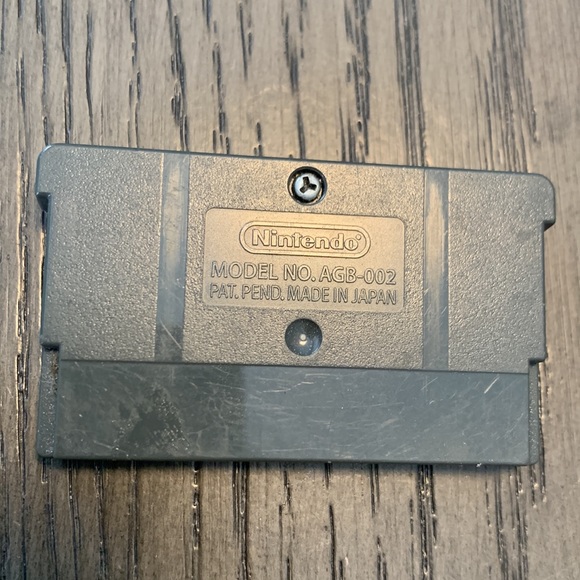 Nintendo®
MODEL NO. AGB-002
PAT. PEND. MADE IN JAPAN